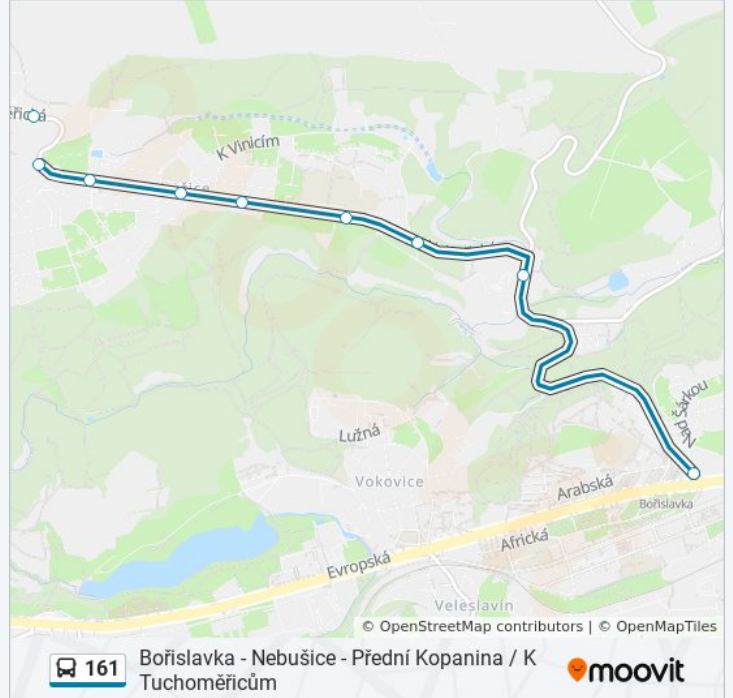 K Vinicím
Nad Šárkou
Lužná
Vokovice
Arabská
Bořislavka
Africká
Evropská
Veleslavín
© OpenStreetMap contributors | © OpenMapTiles
161
Bořislavka - Nebušice - Přední Kopanina / K
Tuchoměřicům
moovit